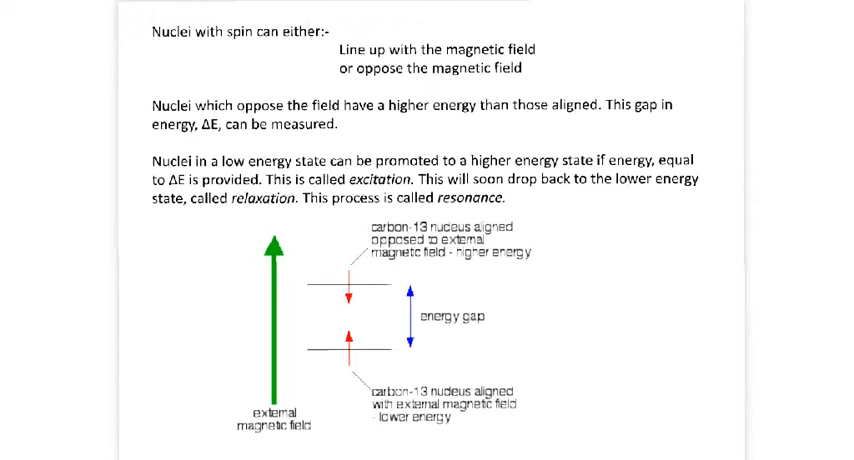 Nuclei with spin can either:-
Line up with the magnetic field
or oppose the magnetic field
Nuclei which oppose the field have a higher energy than those aligned. This gap in
energy, ΔE, can be measured.
Nuclei in a low energy state can be promoted to a higher energy state if energy, equal
to ΔE is provided. This is called excitation. This will soon drop back to the lower energy
state, called relaxation. This process is called resonance.
carbon-13 nucleus aligned
opposed to external
magnetic field - higher energy
energy gap
carbon-13 nucleus aligned
with external magnetic field
- lower energy
external
magnetic field